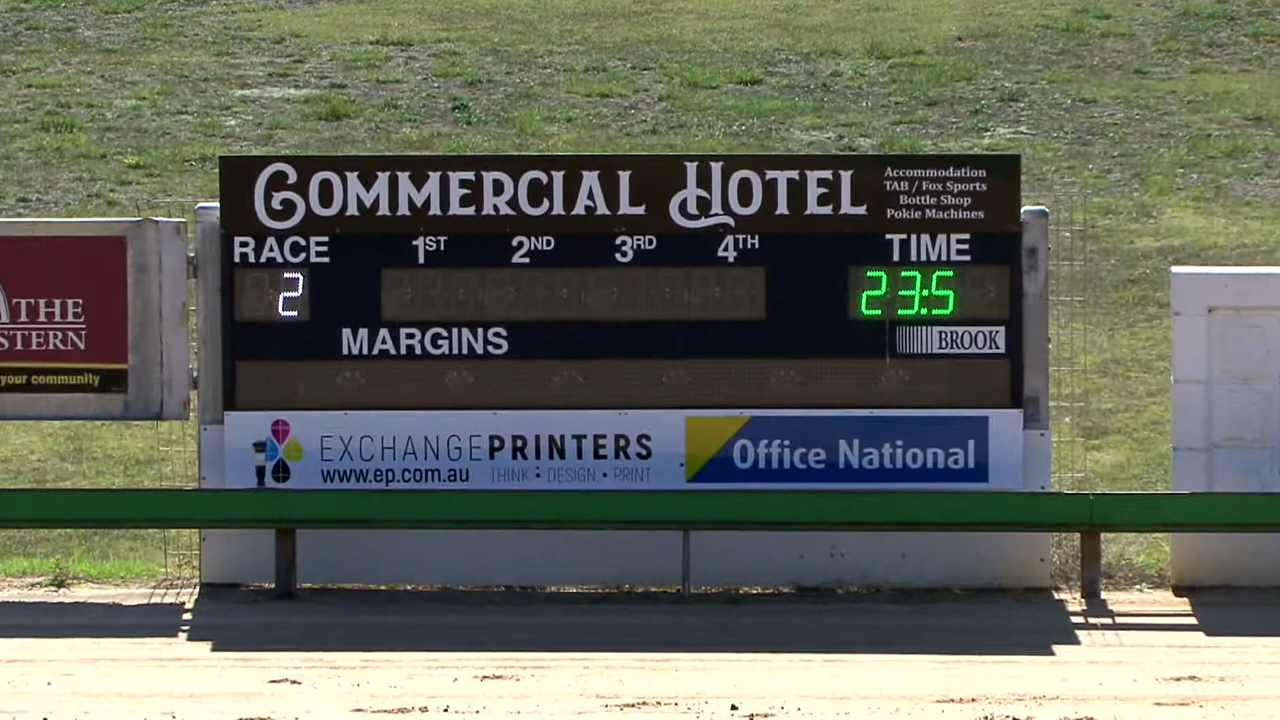 COMMERCIAL HOTEL
Accommodation
TAB / Fox Sports
Bottle Shop
Pokie Machines
RACE 1ST 2ND 3RD 4TH TIME
2 23:5
MARGINS
BROOK
THE
STERN
your community
EXCHANGEPRINTERS
www.ep.com.au THINK • DESIGN • PRINT
Office National